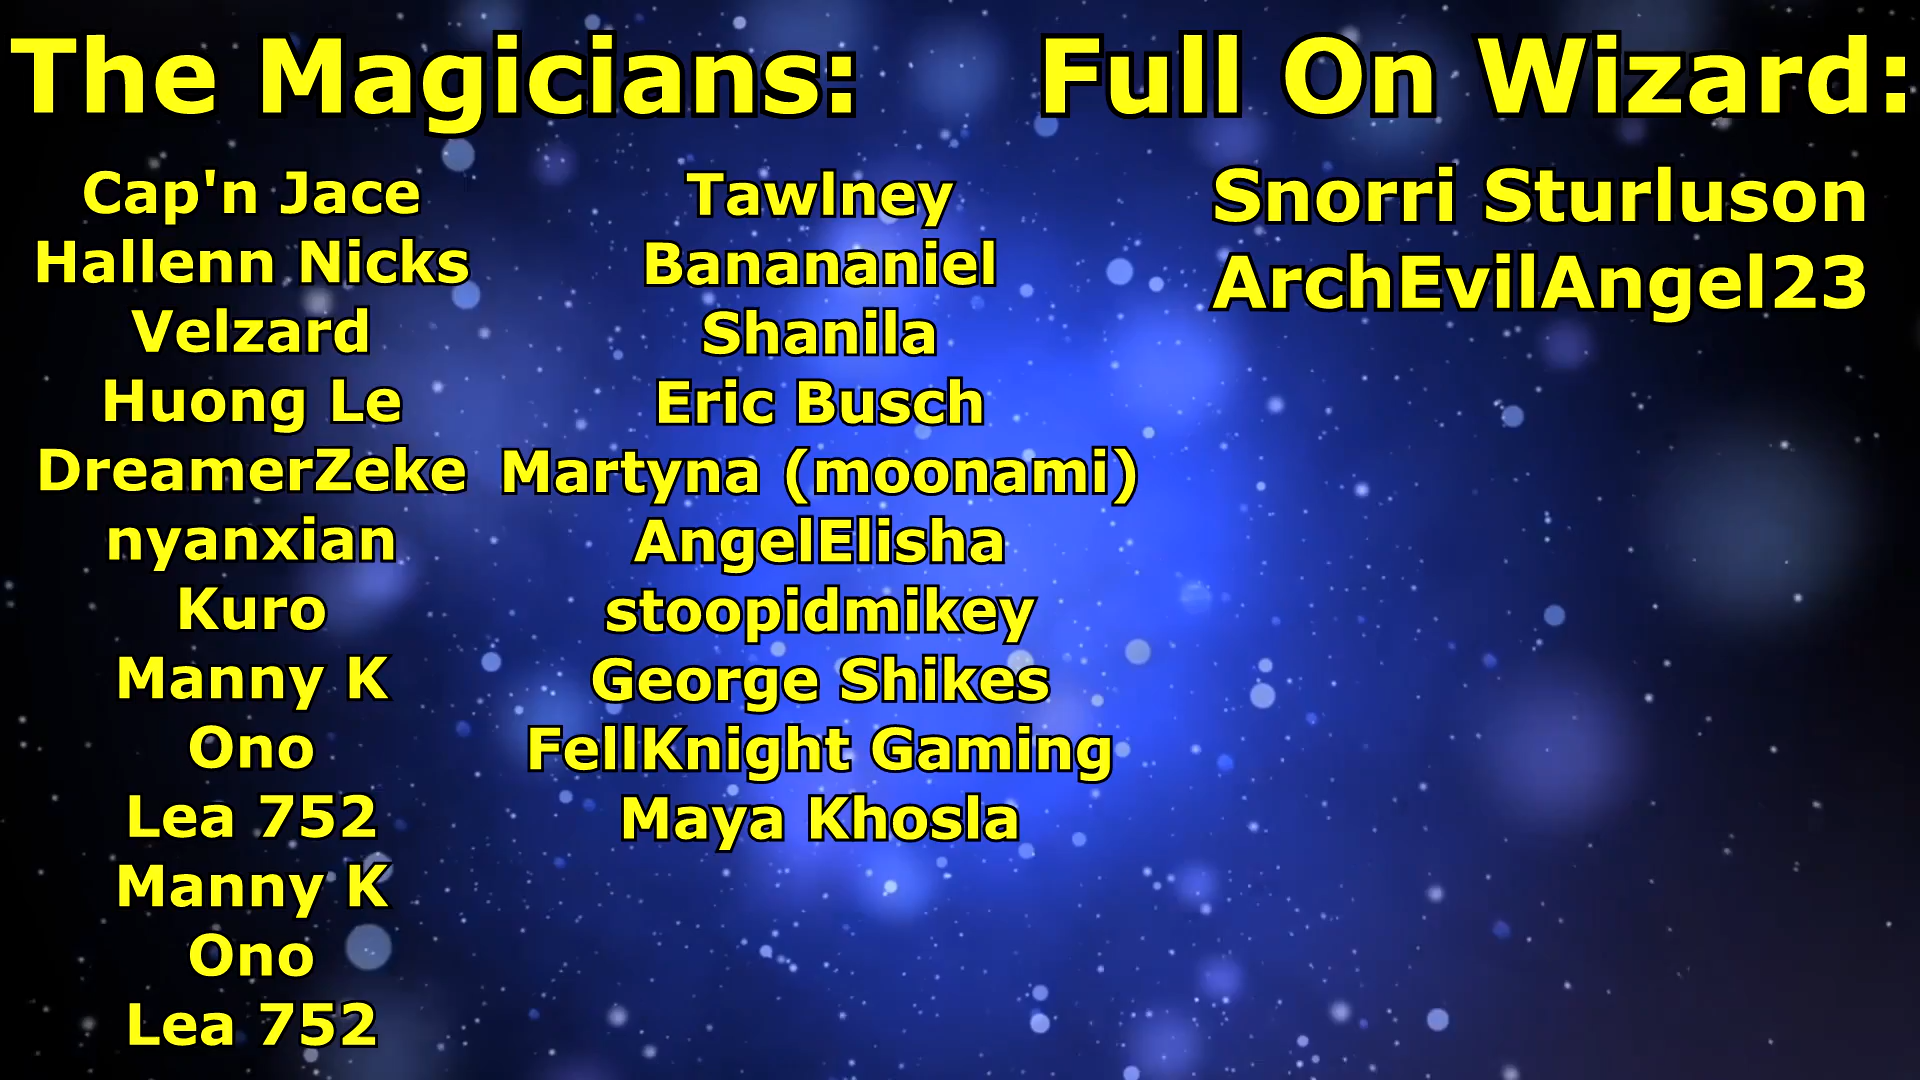 The Magicians:
Cap'n Jace
Hallenn Nicks
Velzard
Huong Le
DreamerZeke
nyanxian
Kuro
Manny K
Ono
Lea 752
Manny K
Ono
Lea 752
Tawlney
Banananiel
Shanila
Eric Busch
Martyna (moonami)
AngelElisha
stoopidmikey
George Shikes
FellKnight Gaming
Maya Khosla
Full On Wizard:
Snorri Sturluson
ArchEvilAngel23